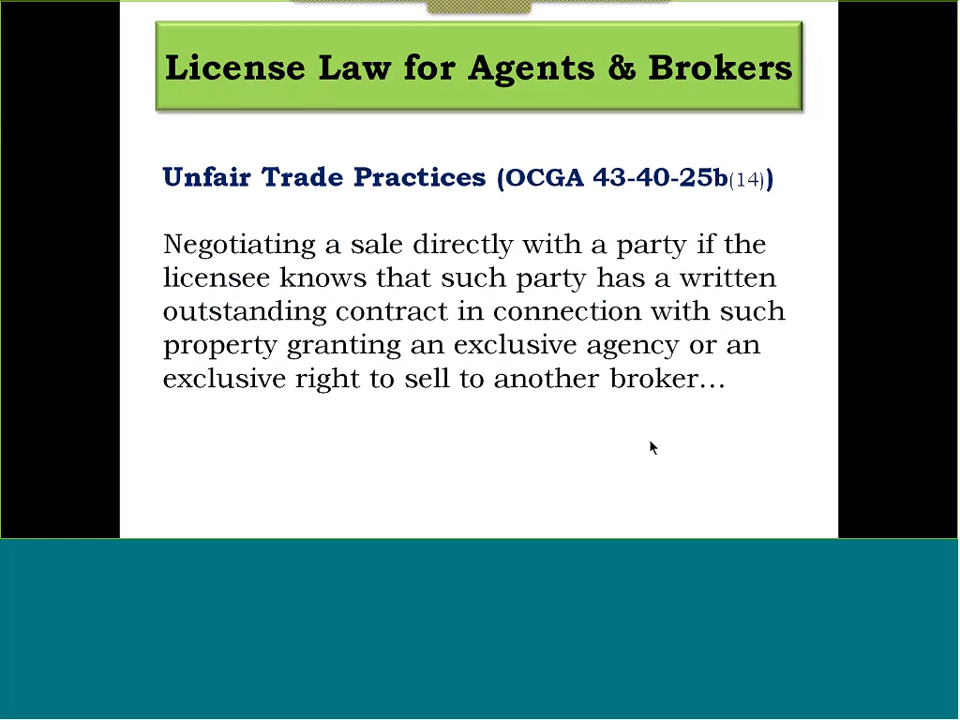 License Law for Agents & Brokers
Unfair Trade Practices (OCGA 43-40-25b(14))
Negotiating a sale directly with a party if the
licensee knows that such party has a written
outstanding contract in connection with such
property granting an exclusive agency or an
exclusive right to sell to another broker…